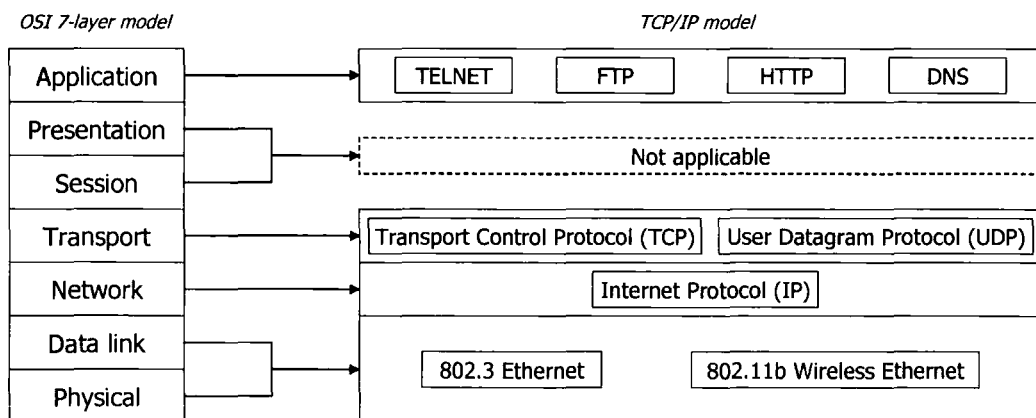 OSI 7-layer model
TCP/IP model
Application
TELNET
FTP
HTTP
DNS
Presentation
Not applicable
Session
Transport
Transport Control Protocol (TCP)
User Datagram Protocol (UDP)
Network
Internet Protocol (IP)
Data link
802.3 Ethernet
802.11b Wireless Ethernet
Physical